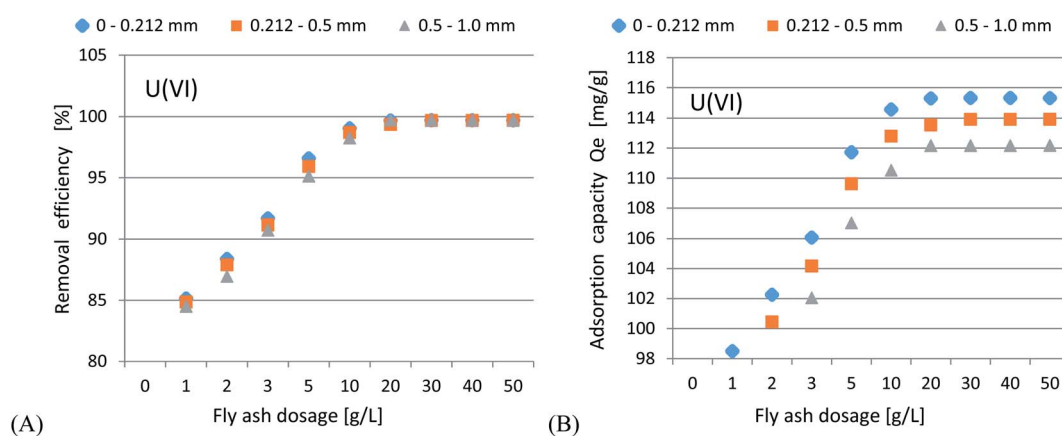 0 - 0.212 mm 0.212 - 0.5 mm 0.5 - 1.0 mm
105
100
95
90
85
80
U(VI)
Removal efficiency [%]
0 1 2 3 5 10 20 30 40 50
Fly ash dosage [g/L]
(A)
0 - 0.212 mm 0.212 - 0.5 mm 0.5 - 1.0 mm
118
116
114
112
110
108
106
104
102
100
98
U(VI)
Adsorption capacity Qe [mg/g]
0 1 2 3 5 10 20 30 40 50
Fly ash dosage [g/L]
(B)